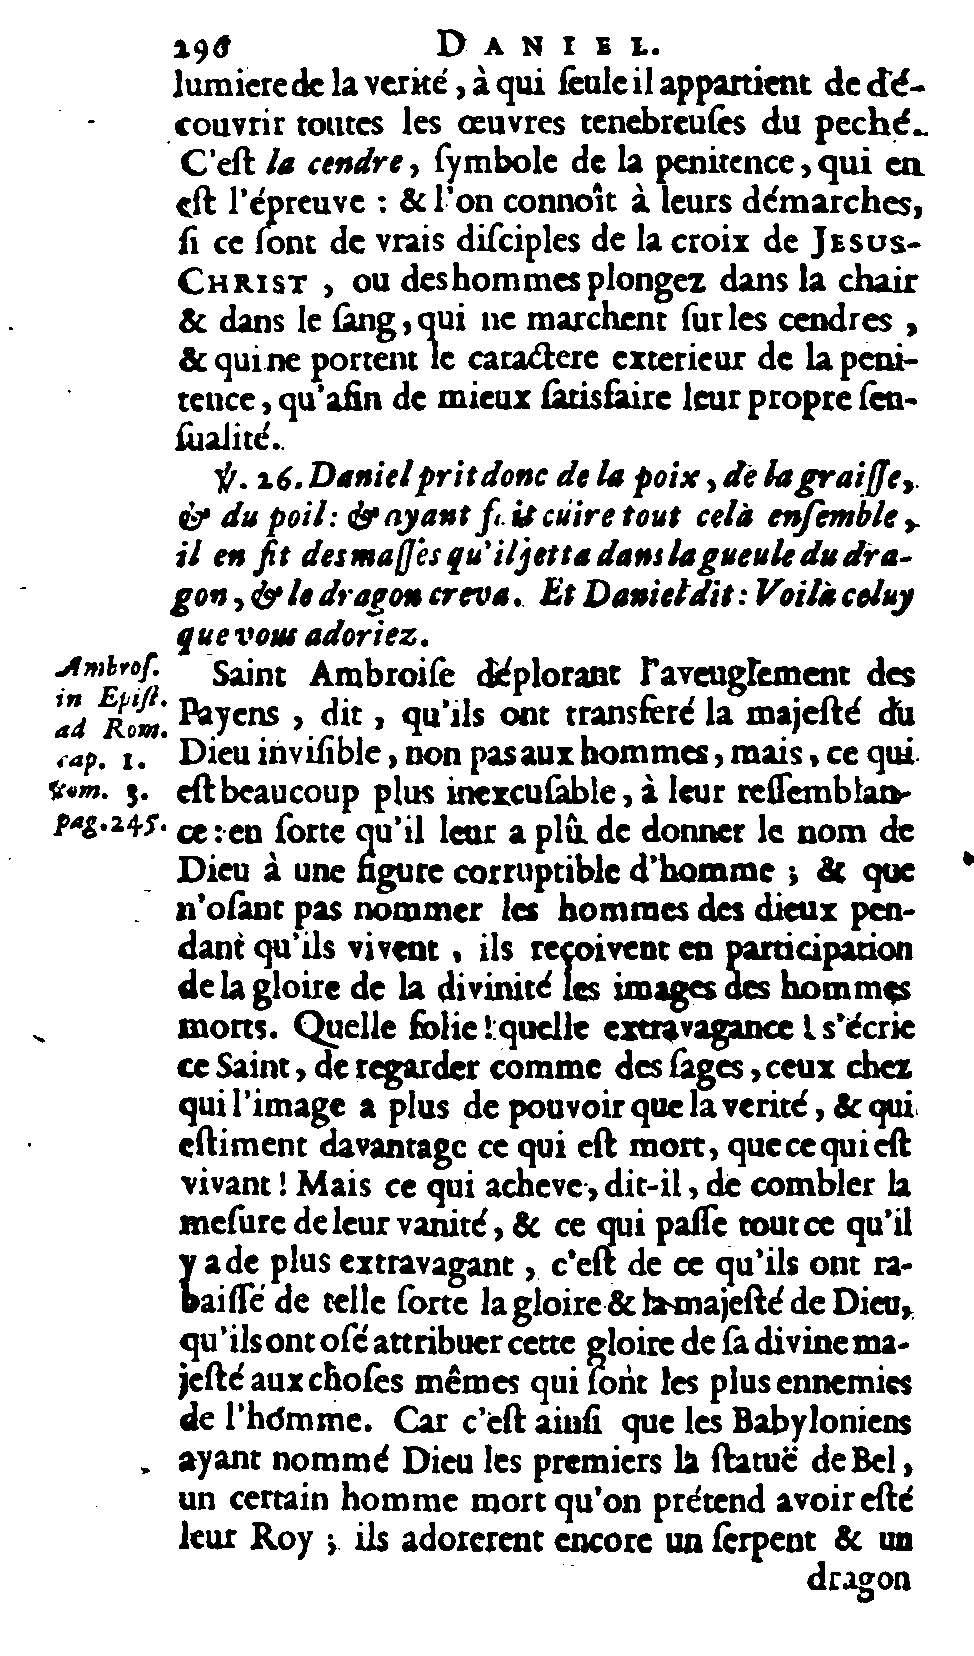 296 DANIEL.
lumiere de la verité, à qui ſeule il appartient de dé-
couvrir toutes les œuvres tenebreuſes du peché.
C'eſt la cendre, ſymbole de la penitence, qui en
eſt l'épreuve : & l'on connoît à leurs démarches,
ſi ce ſont de vrais diſciples de la croix de JESUS-
CHRIST, ou des hommes plongez dans la chair
& dans le ſang, qui ne marchent ſur les cendres,
& qui ne portent le caractere exterieur de la peni-
tence, qu'afin de mieux ſatisfaire leur propre ſen-
ſualité.
℣. 26. Daniel prit donc de la poix, de la graiſſe,
& du poil: & ayant fait cuire tout celà enſemble,
il en fit des maſſes qu'il jetta dans la gueule du dra-
gon, & le dragon creva. Et Daniel dit: Voilà celuy
que vous adoriez.
Ambroſ.
in Epiſt.
ad Rom.
cap. 1.
tom. 3.
pag. 245.
Saint Ambroiſe déplorant l'aveuglement des
Payens, dit, qu'ils ont transferé la majeſté du
Dieu inviſible, non pas aux hommes, mais, ce qui
eſt beaucoup plus inexcuſable, à leur reſſemblan-
ce: en ſorte qu'il leur a plû de donner le nom de
Dieu à une figure corruptible d'homme ; & que
n'oſant pas nommer les hommes des dieux pen-
dant qu'ils vivent, ils reçoivent en participation
de la gloire de la divinité les images des hommes
morts. Quelle folie ! quelle extravagance ! s'écrie
ce Saint, de regarder comme des ſages, ceux chez
qui l'image a plus de pouvoir que la verité, & qui
eſtiment davantage ce qui eſt mort, que ce qui eſt
vivant ! Mais ce qui acheve, dit-il, de combler la
meſure de leur vanité, & ce qui paſſe tout ce qu'il
y a de plus extravagant, c'eſt de ce qu'ils ont ra-
baiſſé de telle ſorte la gloire & la majeſté de Dieu,
qu'ils ont oſé attribuer cette gloire de ſa divine ma-
jeſté aux choſes mêmes qui ſont les plus ennemies
de l'homme. Car c'eſt ainſi que les Babyloniens
ayant nommé Dieu les premiers la ſtatuë de Bel,
un certain homme mort qu'on prétend avoir eſté
leur Roy ; ils adorerent encore un ſerpent & un
dragon